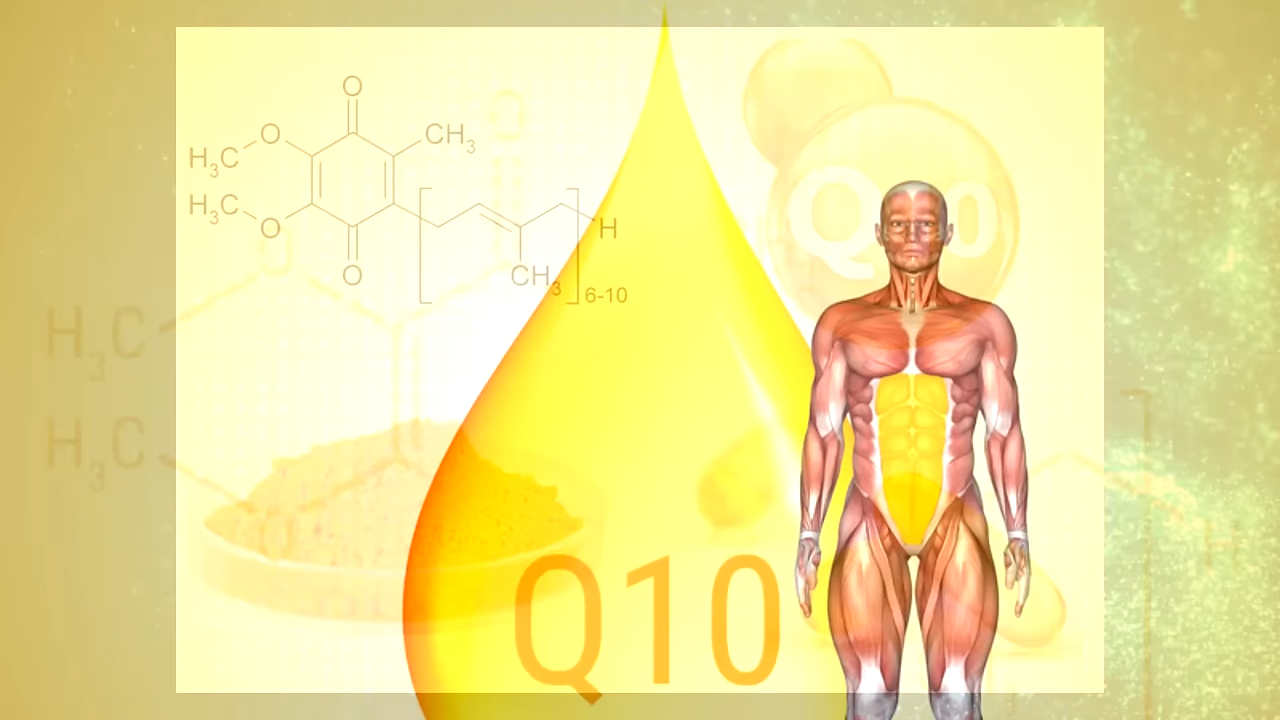 O
H₃C O CH₃
H₃C O H
O CH₃ 6-10
Q10
H₃C
H₃C
Q10